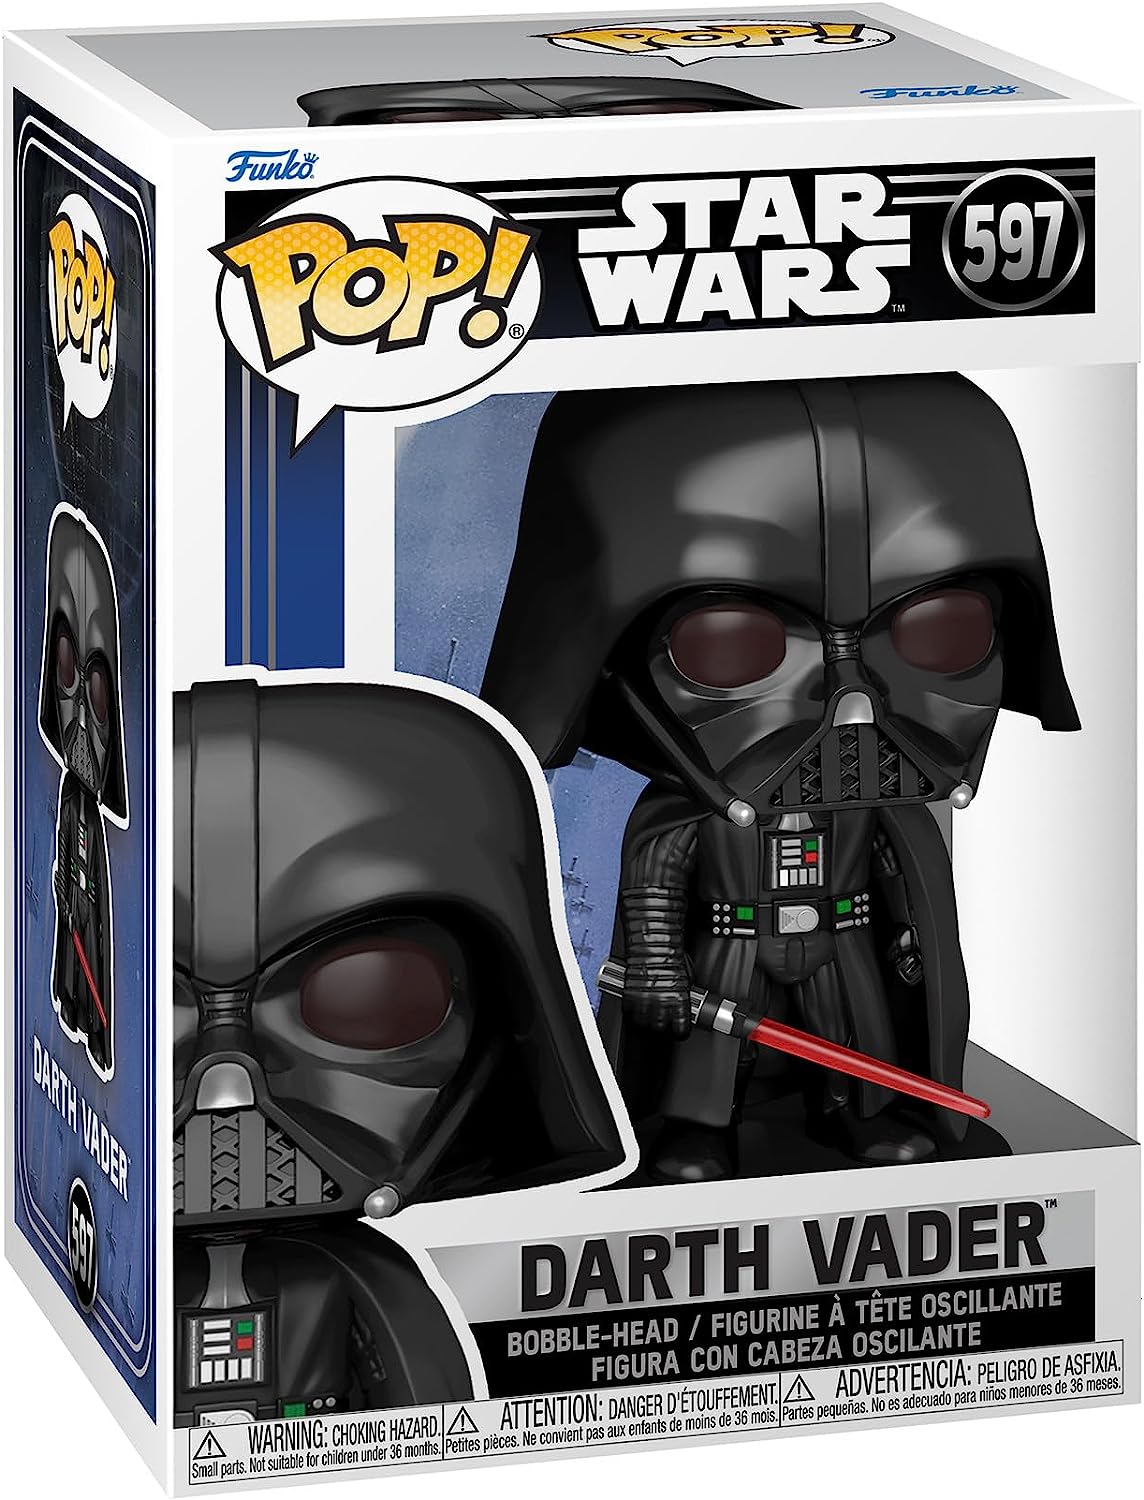 POP!
Funko
Funko
POP!®
STAR
WARS™
597
POP!
DARTH VADER
597
DARTH VADER™
BOBBLE-HEAD / FIGURINE À TÊTE OSCILLANTE
FIGURA CON CABEZA OSCILANTE
WARNING: CHOKING HAZARD.
Small parts. Not suitable for children under 36 months.
ATTENTION: DANGER D'ÉTOUFFEMENT.
Petites pièces. Ne convient pas aux enfants de moins de 36 mois.
ADVERTENCIA: PELIGRO DE ASFIXIA.
Partes pequeñas. No es adecuado para niños menores de 36 meses.